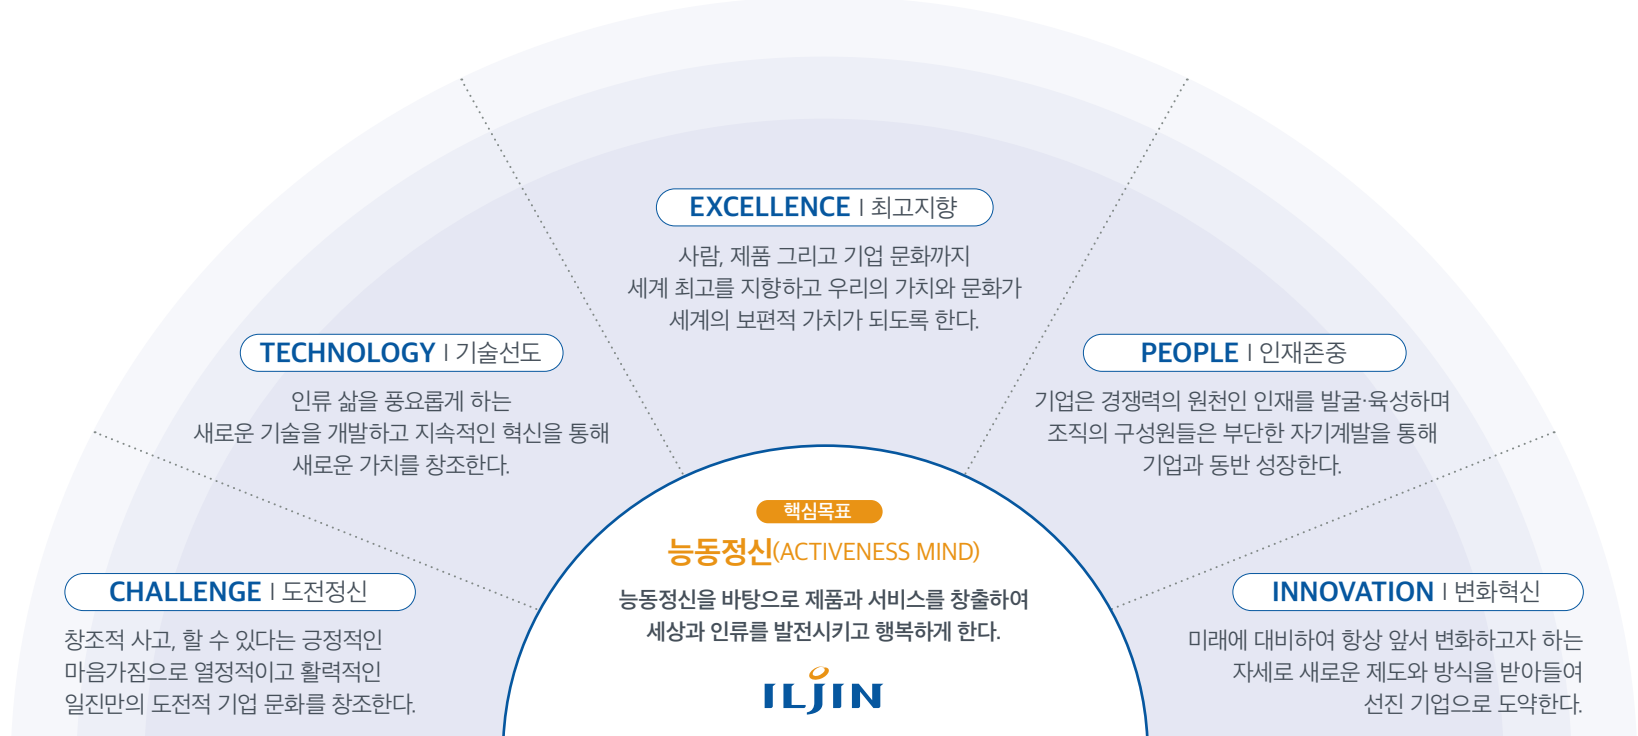 EXCELLENCE | 최고지향
사람, 제품 그리고 기업 문화까지
세계 최고를 지향하고 우리의 가치와 문화가
세계의 보편적 가치가 되도록 한다.
TECHNOLOGY | 기술선도
인류 삶을 풍요롭게 하는
새로운 기술을 개발하고 지속적인 혁신을 통해
새로운 가치를 창조한다.
PEOPLE | 인재존중
기업은 경쟁력의 원천인 인재를 발굴·육성하며
조직의 구성원들은 부단한 자기계발을 통해
기업과 동반 성장한다.
CHALLENGE | 도전정신
창조적 사고, 할 수 있다는 긍정적인
마음가짐으로 열정적이고 활력적인
일진만의 도전적 기업 문화를 창조한다.
핵심목표
능동정신(ACTIVENESS MIND)
능동정신을 바탕으로 제품과 서비스를 창출하여
세상과 인류를 발전시키고 행복하게 한다.
ILJIN
INNOVATION | 변화혁신
미래에 대비하여 항상 앞서 변화하고자 하는
자세로 새로운 제도와 방식을 받아들여
선진 기업으로 도약한다.